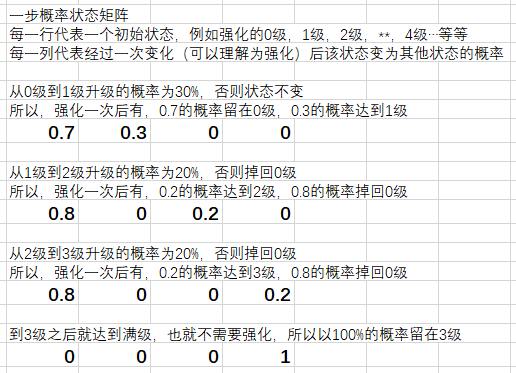 一步概率状态矩阵
每一行代表一个初始状态，例如强化的0级，1级，2级，**，4级…等等
每一列代表经过一次变化（可以理解为强化）后该状态变为其他状态的概率
从0级到1级升级的概率为30%，否则状态不变
所以，强化一次后有，0.7的概率留在0级，0.3的概率达到1级
0.7 0.3 0 0
从1级到2级升级的概率为20%，否则掉回0级
所以，强化一次后有，0.2的概率达到2级，0.8的概率掉回0级
0.8 0 0.2 0
从2级到3级升级的概率为20%，否则掉回0级
所以，强化一次后有，0.2的概率达到3级，0.8的概率掉回0级
0.8 0 0 0.2
到3级之后就达到满级，也就不需要强化，所以以100%的概率留在3级
0 0 0 1